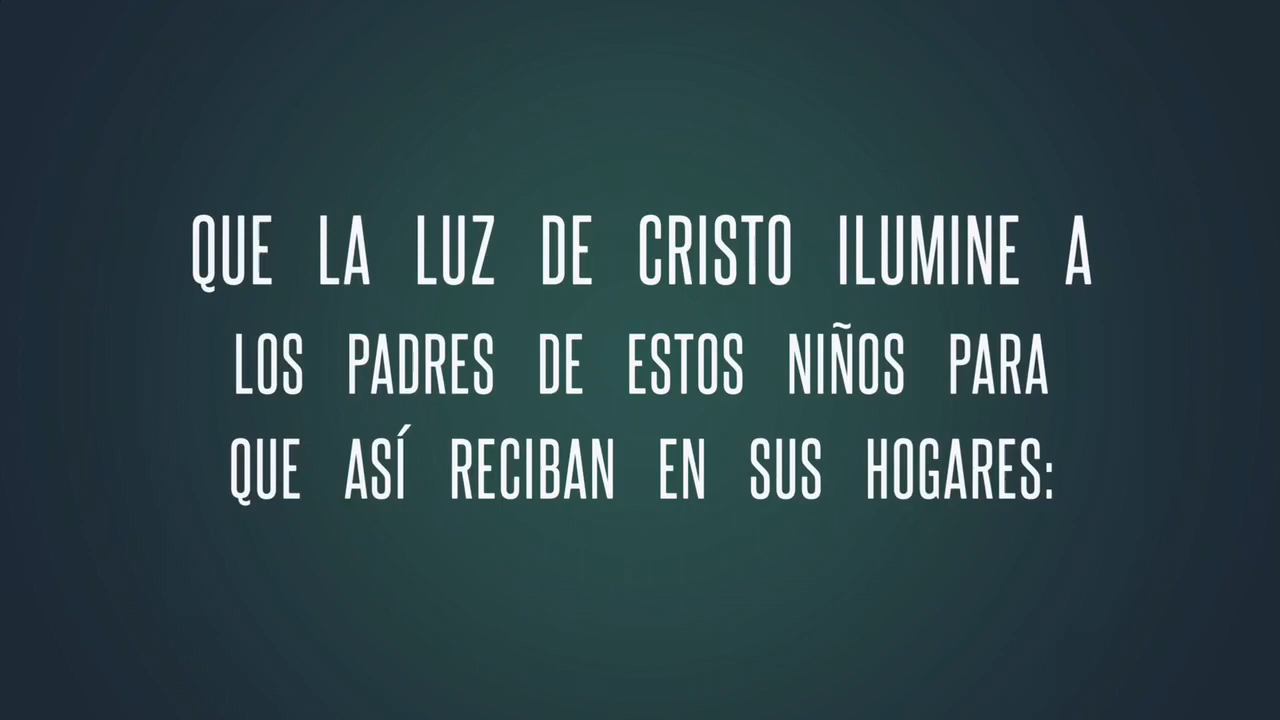 QUE LA LUZ DE CRISTO ILUMINE A
LOS PADRES DE ESTOS NIÑOS PARA
QUE ASÍ RECIBAN EN SUS HOGARES: